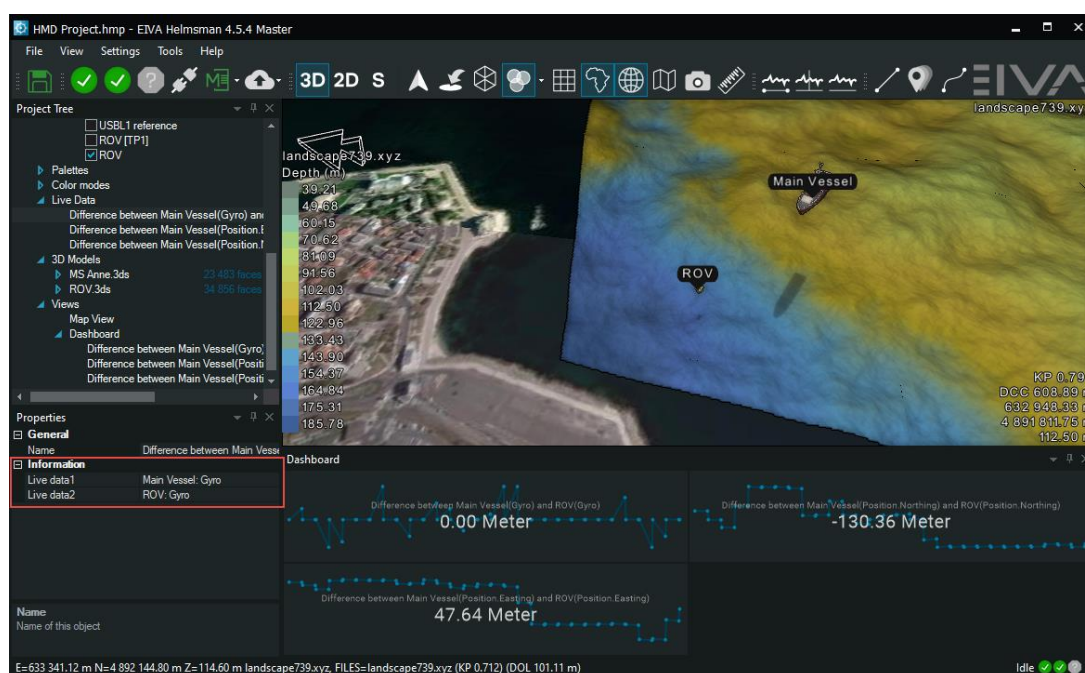 HMD Project.hmp - EIVA Helmsman 4.5.4 Master
File View Settings Tools Help
3D 2D S
EIVA
Project Tree
USBL1 reference
ROV [TP1]
ROV
Palettes
Color modes
Live Data
Difference between Main Vessel(Gyro) an
Difference between Main Vessel(Position.E
Difference between Main Vessel(Position.N
3D Models
MS Anne.3ds 23 483 faces
ROV.3ds 34 856 faces
Views
Map View
Dashboard
Difference between Main Vessel(Gyro)
Difference between Main Vessel(Positi
Difference between Main Vessel(Positi
Properties
General
Name Difference between Main Vesse
Information
Live data1 Main Vessel: Gyro
Live data2 ROV: Gyro
Name
Name of this object
landscape739.xy
landscape739.xyz
Depth (m)
39.21
49.68
60.15
70.62
81.09
91.56
102.03
112.50
122.96
133.43
143.90
154.37
164.84
175.31
185.78
Main Vessel
ROV
KP 0.79
DCC 608.89
632 948.33
4 891 811.75
112.50
Dashboard
Difference between Main Vessel(Gyro) and ROV(Gyro)
0.00 Meter
Difference between Main Vessel(Position.Northing) and ROV(Position.Northing)
-130.36 Meter
Difference between Main Vessel(Position.Easting) and ROV(Position.Easting)
47.64 Meter
E=633 341.12 m N=4 892 144.80 m Z=114.60 m landscape739.xyz, FILES=landscape739.xyz (KP 0.712) (DOL 101.11 m)
Idle